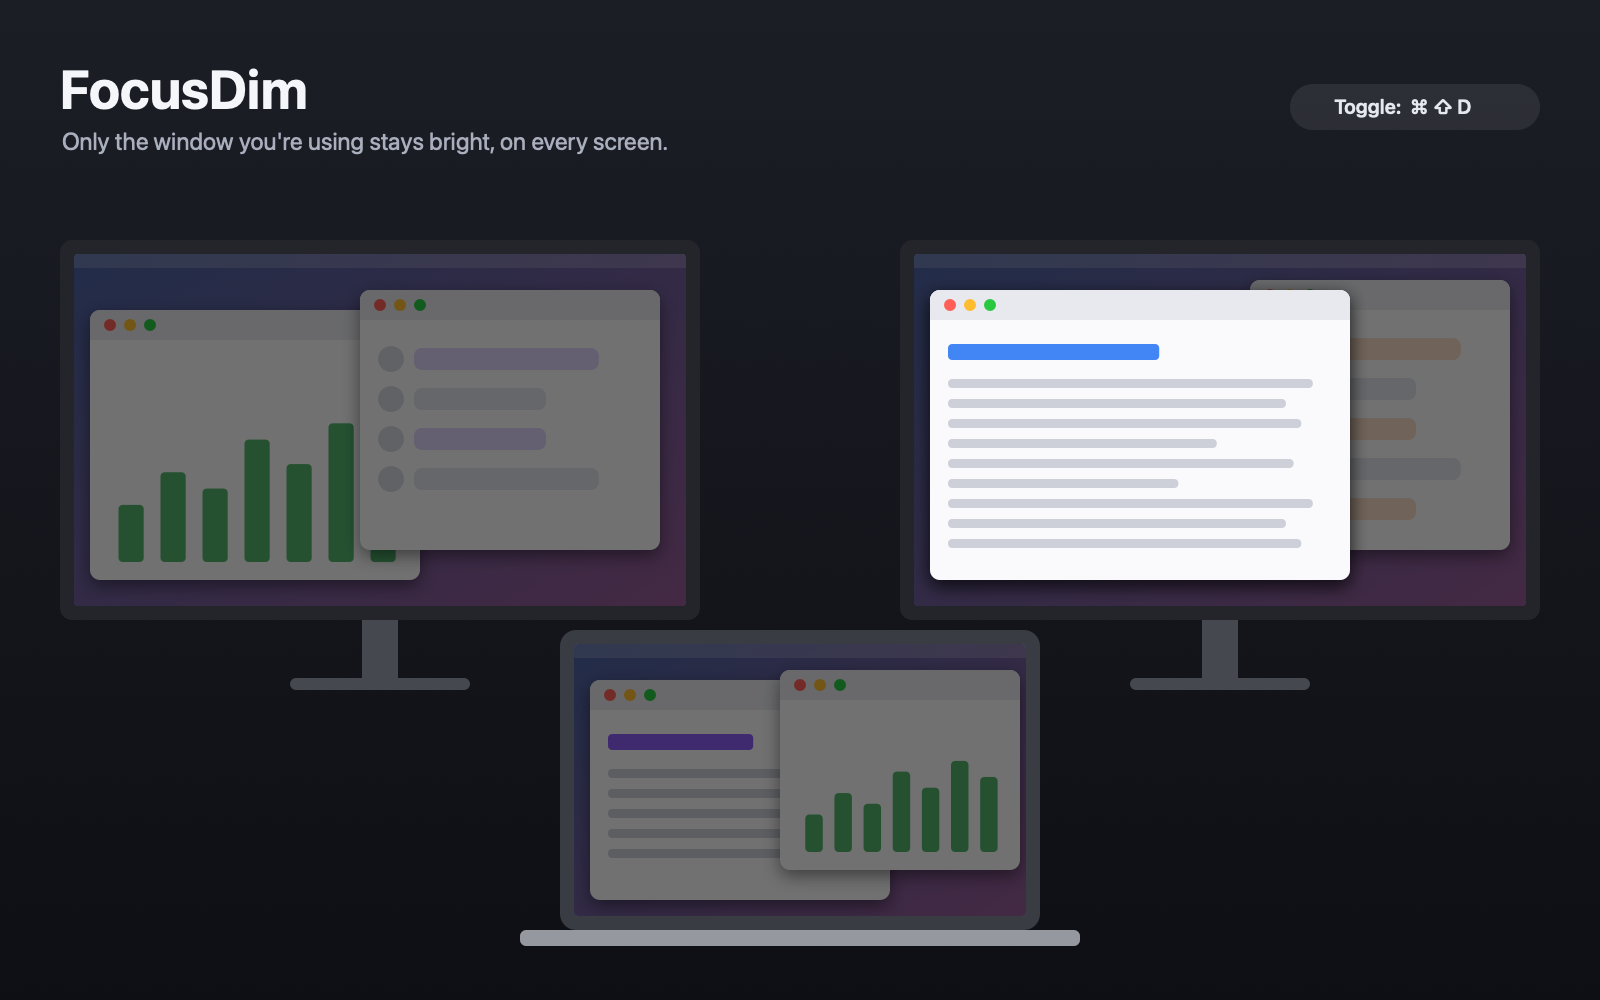 FocusDim
Only the window you're using stays bright, on every screen.
Toggle: ⌘ ⇧ D